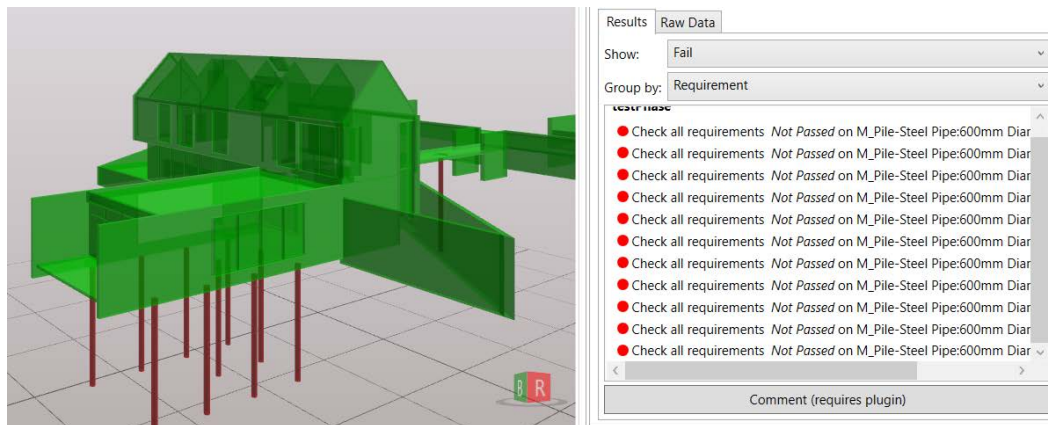 Results Raw Data
Show: Fail
Group by: Requirement
testPhase
Check all requirements Not Passed on M_Pile-Steel Pipe:600mm Diar
Check all requirements Not Passed on M_Pile-Steel Pipe:600mm Diar
Check all requirements Not Passed on M_Pile-Steel Pipe:600mm Diar
Check all requirements Not Passed on M_Pile-Steel Pipe:600mm Diar
Check all requirements Not Passed on M_Pile-Steel Pipe:600mm Diar
Check all requirements Not Passed on M_Pile-Steel Pipe:600mm Diar
Check all requirements Not Passed on M_Pile-Steel Pipe:600mm Diar
Check all requirements Not Passed on M_Pile-Steel Pipe:600mm Diar
Check all requirements Not Passed on M_Pile-Steel Pipe:600mm Diar
Check all requirements Not Passed on M_Pile-Steel Pipe:600mm Diar
Check all requirements Not Passed on M_Pile-Steel Pipe:600mm Diar
B R
Comment (requires plugin)